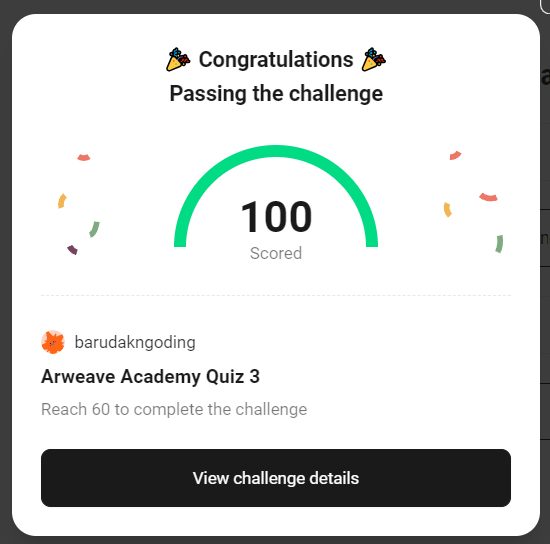 Congratulations
Passing the challenge
100
Scored
barudakngoding
Arweave Academy Quiz 3
Reach 60 to complete the challenge
View challenge details